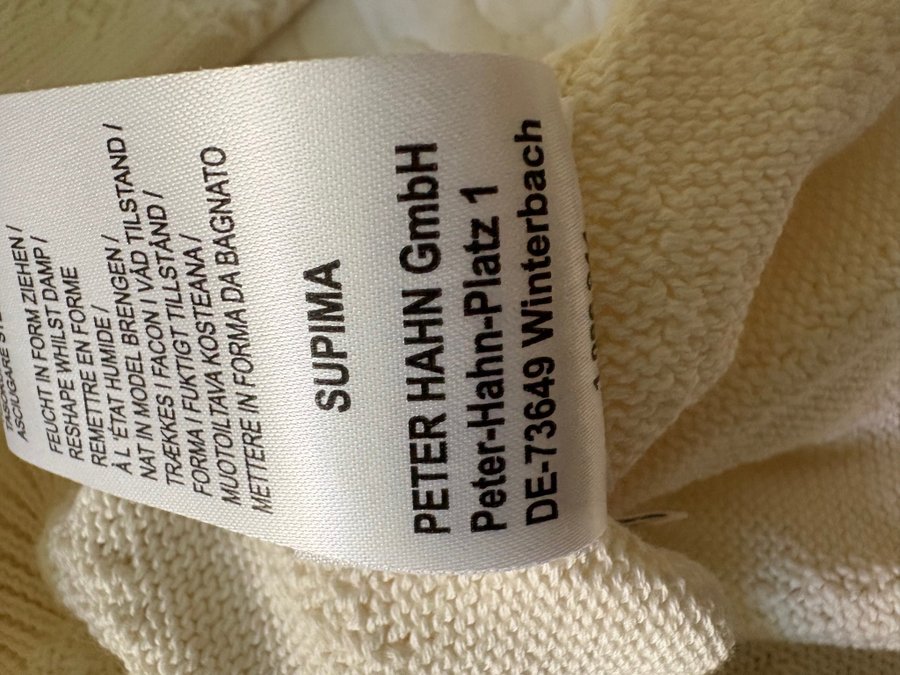 FEUCHT IN FORM ZIEHEN /
RESHAPE WHILST DAMP /
REMETTRE EN FORME
À L'ÉTAT HUMIDE /
NAT IN MODEL BRENGEN /
TRÆKKES I FACON I VÅD TILSTAND /
FORMA I FUKTIGT TILLSTÅND /
MUOTOILTAVA KOSTEANA /
METTERE IN FORMA DA BAGNATO
SUPIMA
PETER HAHN GmbH
Peter-Hahn-Platz 1
DE-73649 Winterbach